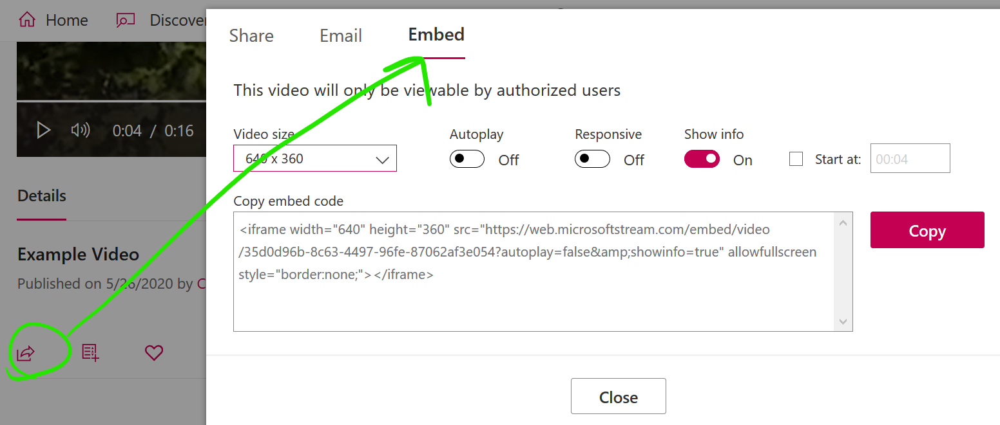 Home Discover
Share Email Embed
This video will only be viewable by authorized users
0:04 / 0:16
Video size Autoplay Responsive Show info
640 x 360 Off Off On Start at: 00:04
Details
Copy embed code
<iframe width="640" height="360" src="https://web.microsoftstream.com/embed/video
/35d0d96b-8c63-4497-96fe-87062af3e054?autoplay=false&amp;showinfo=true" allowfullscreen
style="border:none;"></iframe>
Copy
Example Video
Published on 5/26/2020 by C
Close